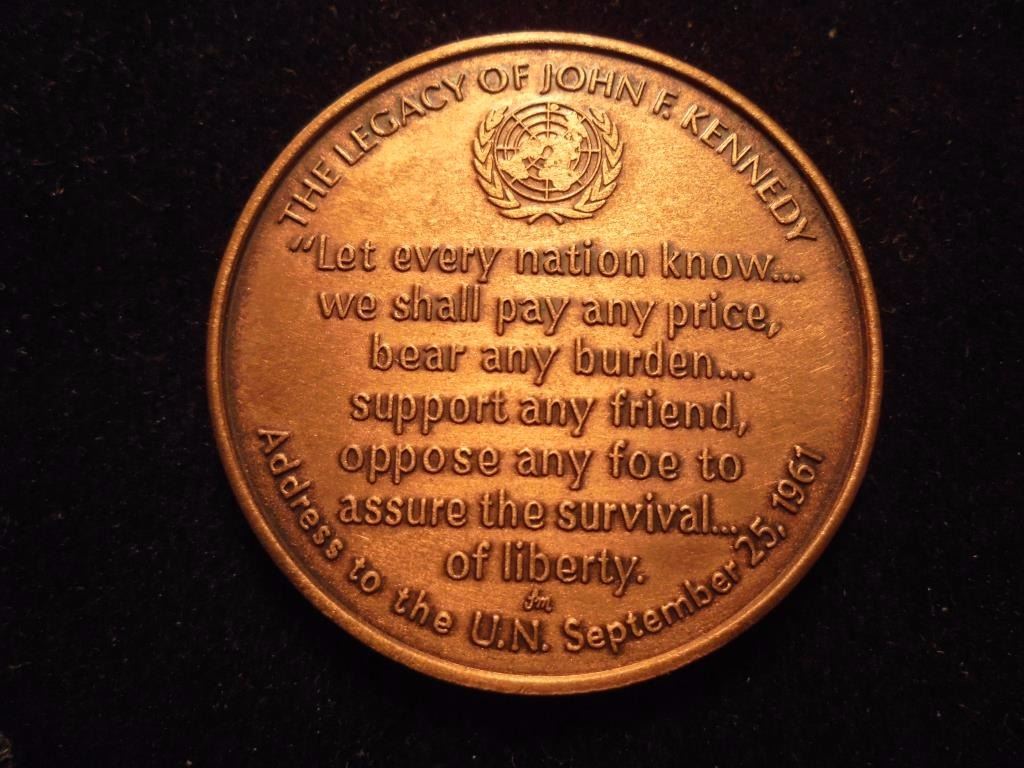 THE LEGACY OF JOHN F. KENNEDY
"Let every nation know...
we shall pay any price,
bear any burden...
support any friend,
oppose any foe to
assure the survival...
of liberty.
Address to the U.N. September 25, 1961